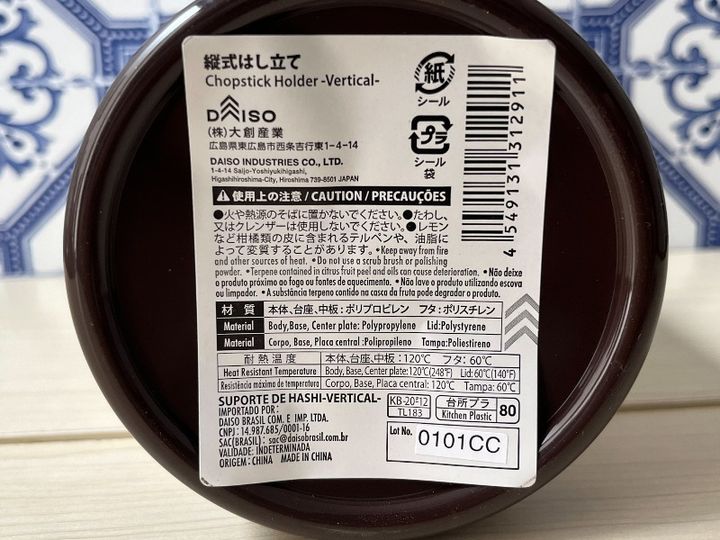 縦式はし立て
Chopstick Holder -Vertical-
DAISO
(株)大創産業
広島県東広島市西条吉行東1-4-14
DAISO INDUSTRIES CO., LTD.
1-4-14 Saijo-Yoshiyukihigashi,
Higashihiroshima-City, Hiroshima 739-8501 JAPAN
紙
シール
プラ
シール
袋
4 549131 312911
使用上の注意 / CAUTION / PRECAUÇÕES
●火や熱源のそばに置かないでください。●たわし、
又はクレンザーは使用しないでください。●レモン
など柑橘類の皮に含まれるテルペンや、油脂に
よって変質することがあります。•Keep away from fire
and other sources of heat. •Do not use a scrub brush or polishing
powder. •Terpene contained in citrus fruit peel and oils can cause deterioration. •Não deixe
o produto próximo ao fogo ou fontes de aquecimento. •Não lave o produto utilizando escova
ou limpador. •A substância terpeno contido na casca da fruta pode degradar o produto.
材質 本体、台座、中板：ポリプロピレン フタ：ポリスチレン
Material Body,Base, Center plate: Polypropylene Lid:Polystyrene
Material Corpo, Base, Placa central :Polipropileno Tampa:Poliestireno
耐熱温度 本体、台座、中板：120℃ フタ：60℃
Heat Resistant Temperature Body, Base, Center plate:120℃(248°F) Lid:60℃(140°F)
Resistência máxima de temperatura Corpo, Base, Placa central: 120℃ Tampa: 60℃
SUPORTE DE HASHI-VERTICAL-
IMPORTADO POR:
DAISO BRASIL COM. E IMP. LTDA.
CNPJ: 14.987.685/0001-16
SAC(BRASIL): sac@daisobrasil.com.br
VALIDADE: INDETERMINADA
ORIGEM: CHINA MADE IN CHINA
KB-20#12
TL183
台所プラ
Kitchen Plastic
80
Lot No. 0101CC